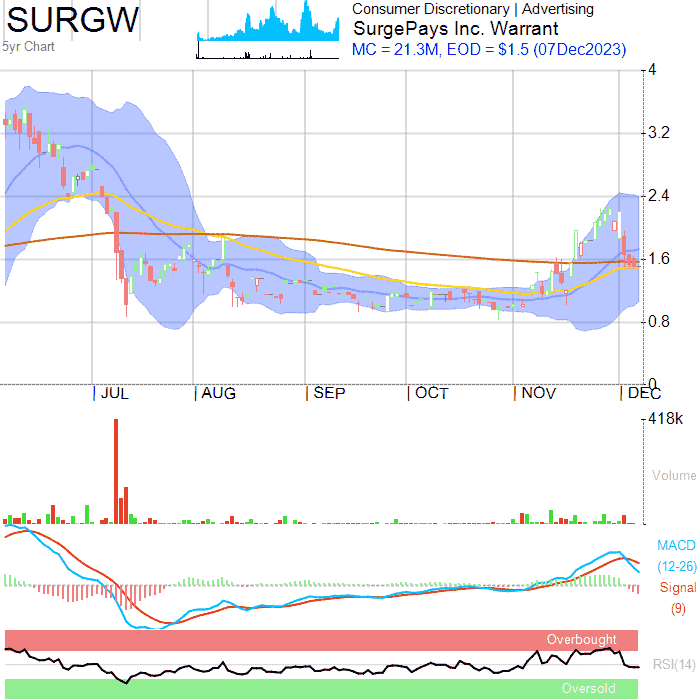 SURGW
5yr Chart
Consumer Discretionary | Advertising
SurgePays Inc. Warrant
MC = 21.3M, EOD = $1.5 (07Dec2023)
4
3.2
2.4
1.6
0.8
0
JUL AUG SEP OCT NOV DEC
418k
Volume
MACD
(12-26)
Signal
(9)
Overbought
RSI(14)
Oversold